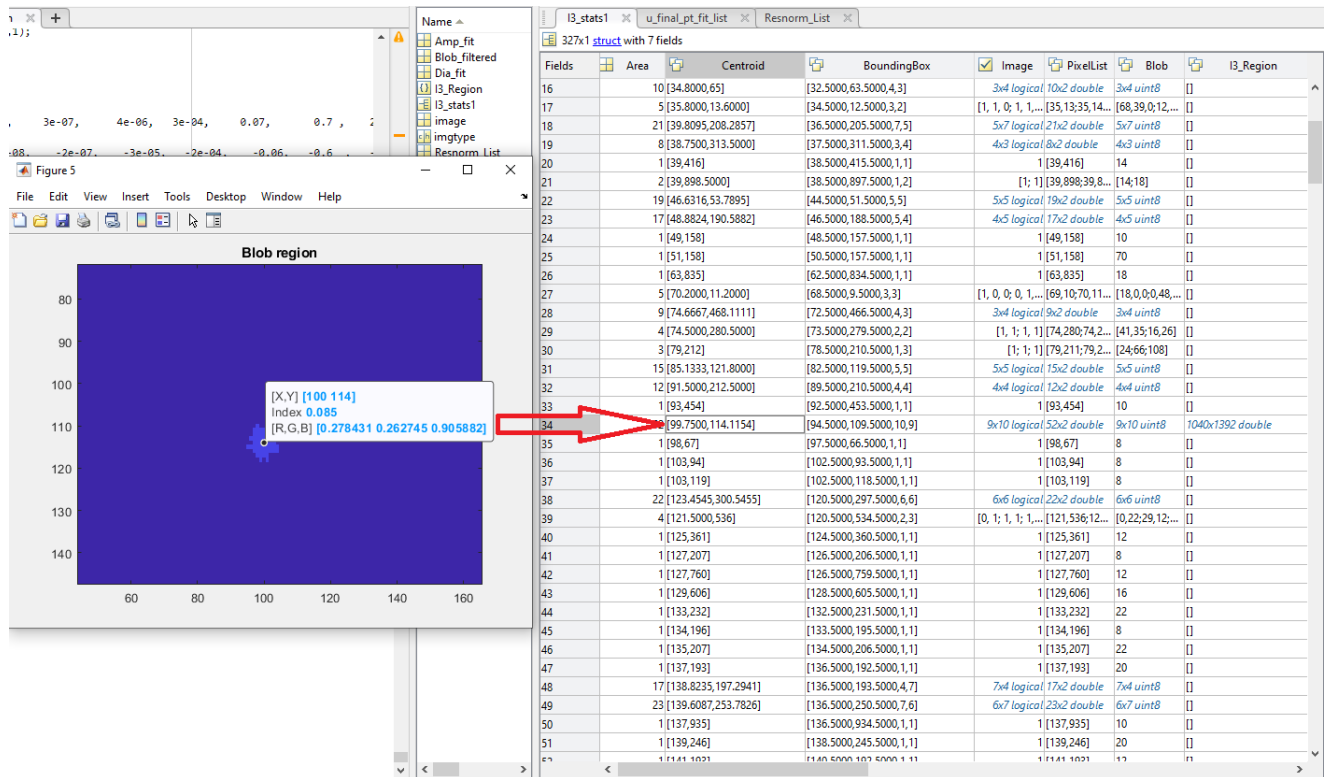 ,1);
, 3e-07, 4e-06, 3e-04, 0.07, 0.7 ,
-08, -2e-07, -3e-05, -2e-04, -0.06, -0.6 ,
Name
Amp_fit
Blob_filtered
Dia_fit
I3_Region
I3_stats1
image
imgtype
Resnorm_List
Figure 5
File Edit View Insert Tools Desktop Window Help
Blob region
80
90
100
110
120
130
140
60 80 100 120 140 160
[X,Y] [100 114]
Index 0.085
[R,G,B] [0.278431 0.262745 0.905882]
I3_stats1 u_final_pt_fit_list Resnorm_List
327x1 struct with 7 fields
Fields Area Centroid BoundingBox Image PixelList Blob I3_Region
16 10 [34.8000,65] [32.5000,63.5000,4,3] 3x4 logical 10x2 double 3x4 uint8 []
17 5 [35.8000,13.6000] [34.5000,12.5000,3,2] [1, 1, 0; 1, 1,... [35,13;35,14... [68,39,0;12,... []
18 21 [39.8095,208.2857] [36.5000,205.5000,7,5] 5x7 logical 21x2 double 5x7 uint8 []
19 8 [38.7500,313.5000] [37.5000,311.5000,3,4] 4x3 logical 8x2 double 4x3 uint8 []
20 1 [39,416] [38.5000,415.5000,1,1] 1 [39,416] 14 []
21 2 [39,898.5000] [38.5000,897.5000,1,2] [1; 1] [39,898;39,8... [14;18] []
22 19 [46.6316,53.7895] [44.5000,51.5000,5,5] 5x5 logical 19x2 double 5x5 uint8 []
23 17 [48.8824,190.5882] [46.5000,188.5000,5,4] 4x5 logical 17x2 double 4x5 uint8 []
24 1 [49,158] [48.5000,157.5000,1,1] 1 [49,158] 10 []
25 1 [51,158] [50.5000,157.5000,1,1] 1 [51,158] 70 []
26 1 [63,835] [62.5000,834.5000,1,1] 1 [63,835] 18 []
27 5 [70.2000,11.2000] [68.5000,9.5000,3,3] [1, 0, 0; 0, 1,... [69,10;70,11... [18,0,0;0,48,... []
28 9 [74.6667,468.1111] [72.5000,466.5000,4,3] 3x4 logical 9x2 double 3x4 uint8 []
29 4 [74.5000,280.5000] [73.5000,279.5000,2,2] [1, 1; 1, 1] [74,280;74,2... [41,35;16,26] []
30 3 [79,212] [78.5000,210.5000,1,3] [1; 1; 1] [79,211;79,2... [24;66;108] []
31 15 [85.1333,121.8000] [82.5000,119.5000,5,5] 5x5 logical 15x2 double 5x5 uint8 []
32 12 [91.5000,212.5000] [89.5000,210.5000,4,4] 4x4 logical 12x2 double 4x4 uint8 []
33 1 [93,454] [92.5000,453.5000,1,1] 1 [93,454] 10 []
34 [99.7500,114.1154] [94.5000,109.5000,10,9] 9x10 logical 52x2 double 9x10 uint8 1040x1392 double
35 1 [98,67] [97.5000,66.5000,1,1] 1 [98,67] 8 []
36 1 [103,94] [102.5000,93.5000,1,1] 1 [103,94] 8 []
37 1 [103,119] [102.5000,118.5000,1,1] 1 [103,119] 8 []
38 22 [123.4545,300.5455] [120.5000,297.5000,6,6] 6x6 logical 22x2 double 6x6 uint8 []
39 4 [121.5000,536] [120.5000,534.5000,2,3] [0, 1; 1, 1; 1,... [121,536;12... [0,22;29,12;... []
40 1 [125,361] [124.5000,360.5000,1,1] 1 [125,361] 12 []
41 1 [127,207] [126.5000,206.5000,1,1] 1 [127,207] 8 []
42 1 [127,760] [126.5000,759.5000,1,1] 1 [127,760] 12 []
43 1 [129,606] [128.5000,605.5000,1,1] 1 [129,606] 16 []
44 1 [133,232] [132.5000,231.5000,1,1] 1 [133,232] 22 []
45 1 [134,196] [133.5000,195.5000,1,1] 1 [134,196] 8 []
46 1 [135,207] [134.5000,206.5000,1,1] 1 [135,207] 22 []
47 1 [137,193] [136.5000,192.5000,1,1] 1 [137,193] 20 []
48 17 [138.8235,197.2941] [136.5000,193.5000,4,7] 7x4 logical 17x2 double 7x4 uint8 []
49 23 [139.6087,253.7826] [136.5000,250.5000,7,6] 6x7 logical 23x2 double 6x7 uint8 []
50 1 [137,935] [136.5000,934.5000,1,1] 1 [137,935] 10 []
51 1 [139,246] [138.5000,245.5000,1,1] 1 [139,246] 20 []